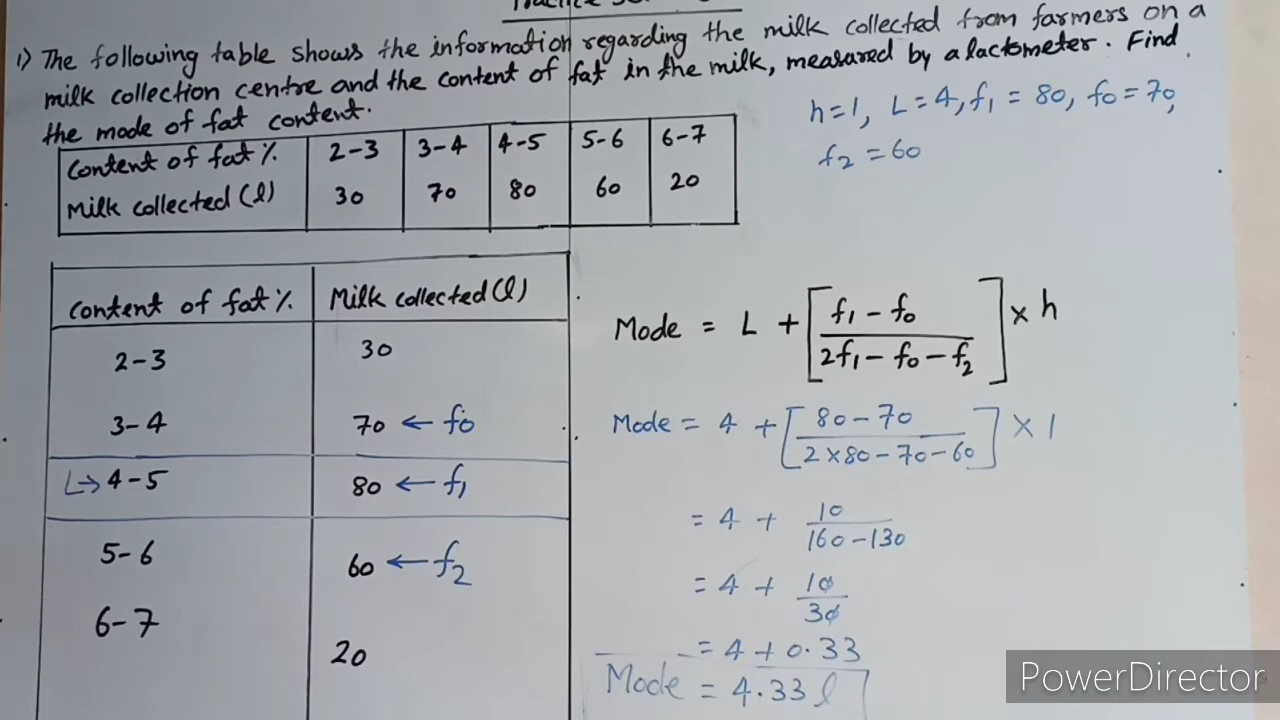 1) The following table shows the information regarding the milk collected from farmers on a
milk collection centre and the content of fat in the milk, measured by a lactometer. Find
the mode of fat content.
h=1, L=4, f₁ = 80, f₀ = 70,
f₂ = 60
Content of fat % 2-3 3-4 4-5 5-6 6-7
Milk collected (l) 30 70 80 60 20
Content of fat % Milk collected (l)
2-3 30
3-4 70 ← f₀
L→ 4-5 80 ← f₁
5-6 60 ← f₂
6-7 20
Mode = L + [f₁ - f₀ / 2f₁ - f₀ - f₂] × h
Mode = 4 + [80-70 / 2×80-70-60] × 1
= 4 + 10 / 160-130
= 4 + 10 / 30
= 4 + 0.33
Mode = 4.33 l
PowerDirector